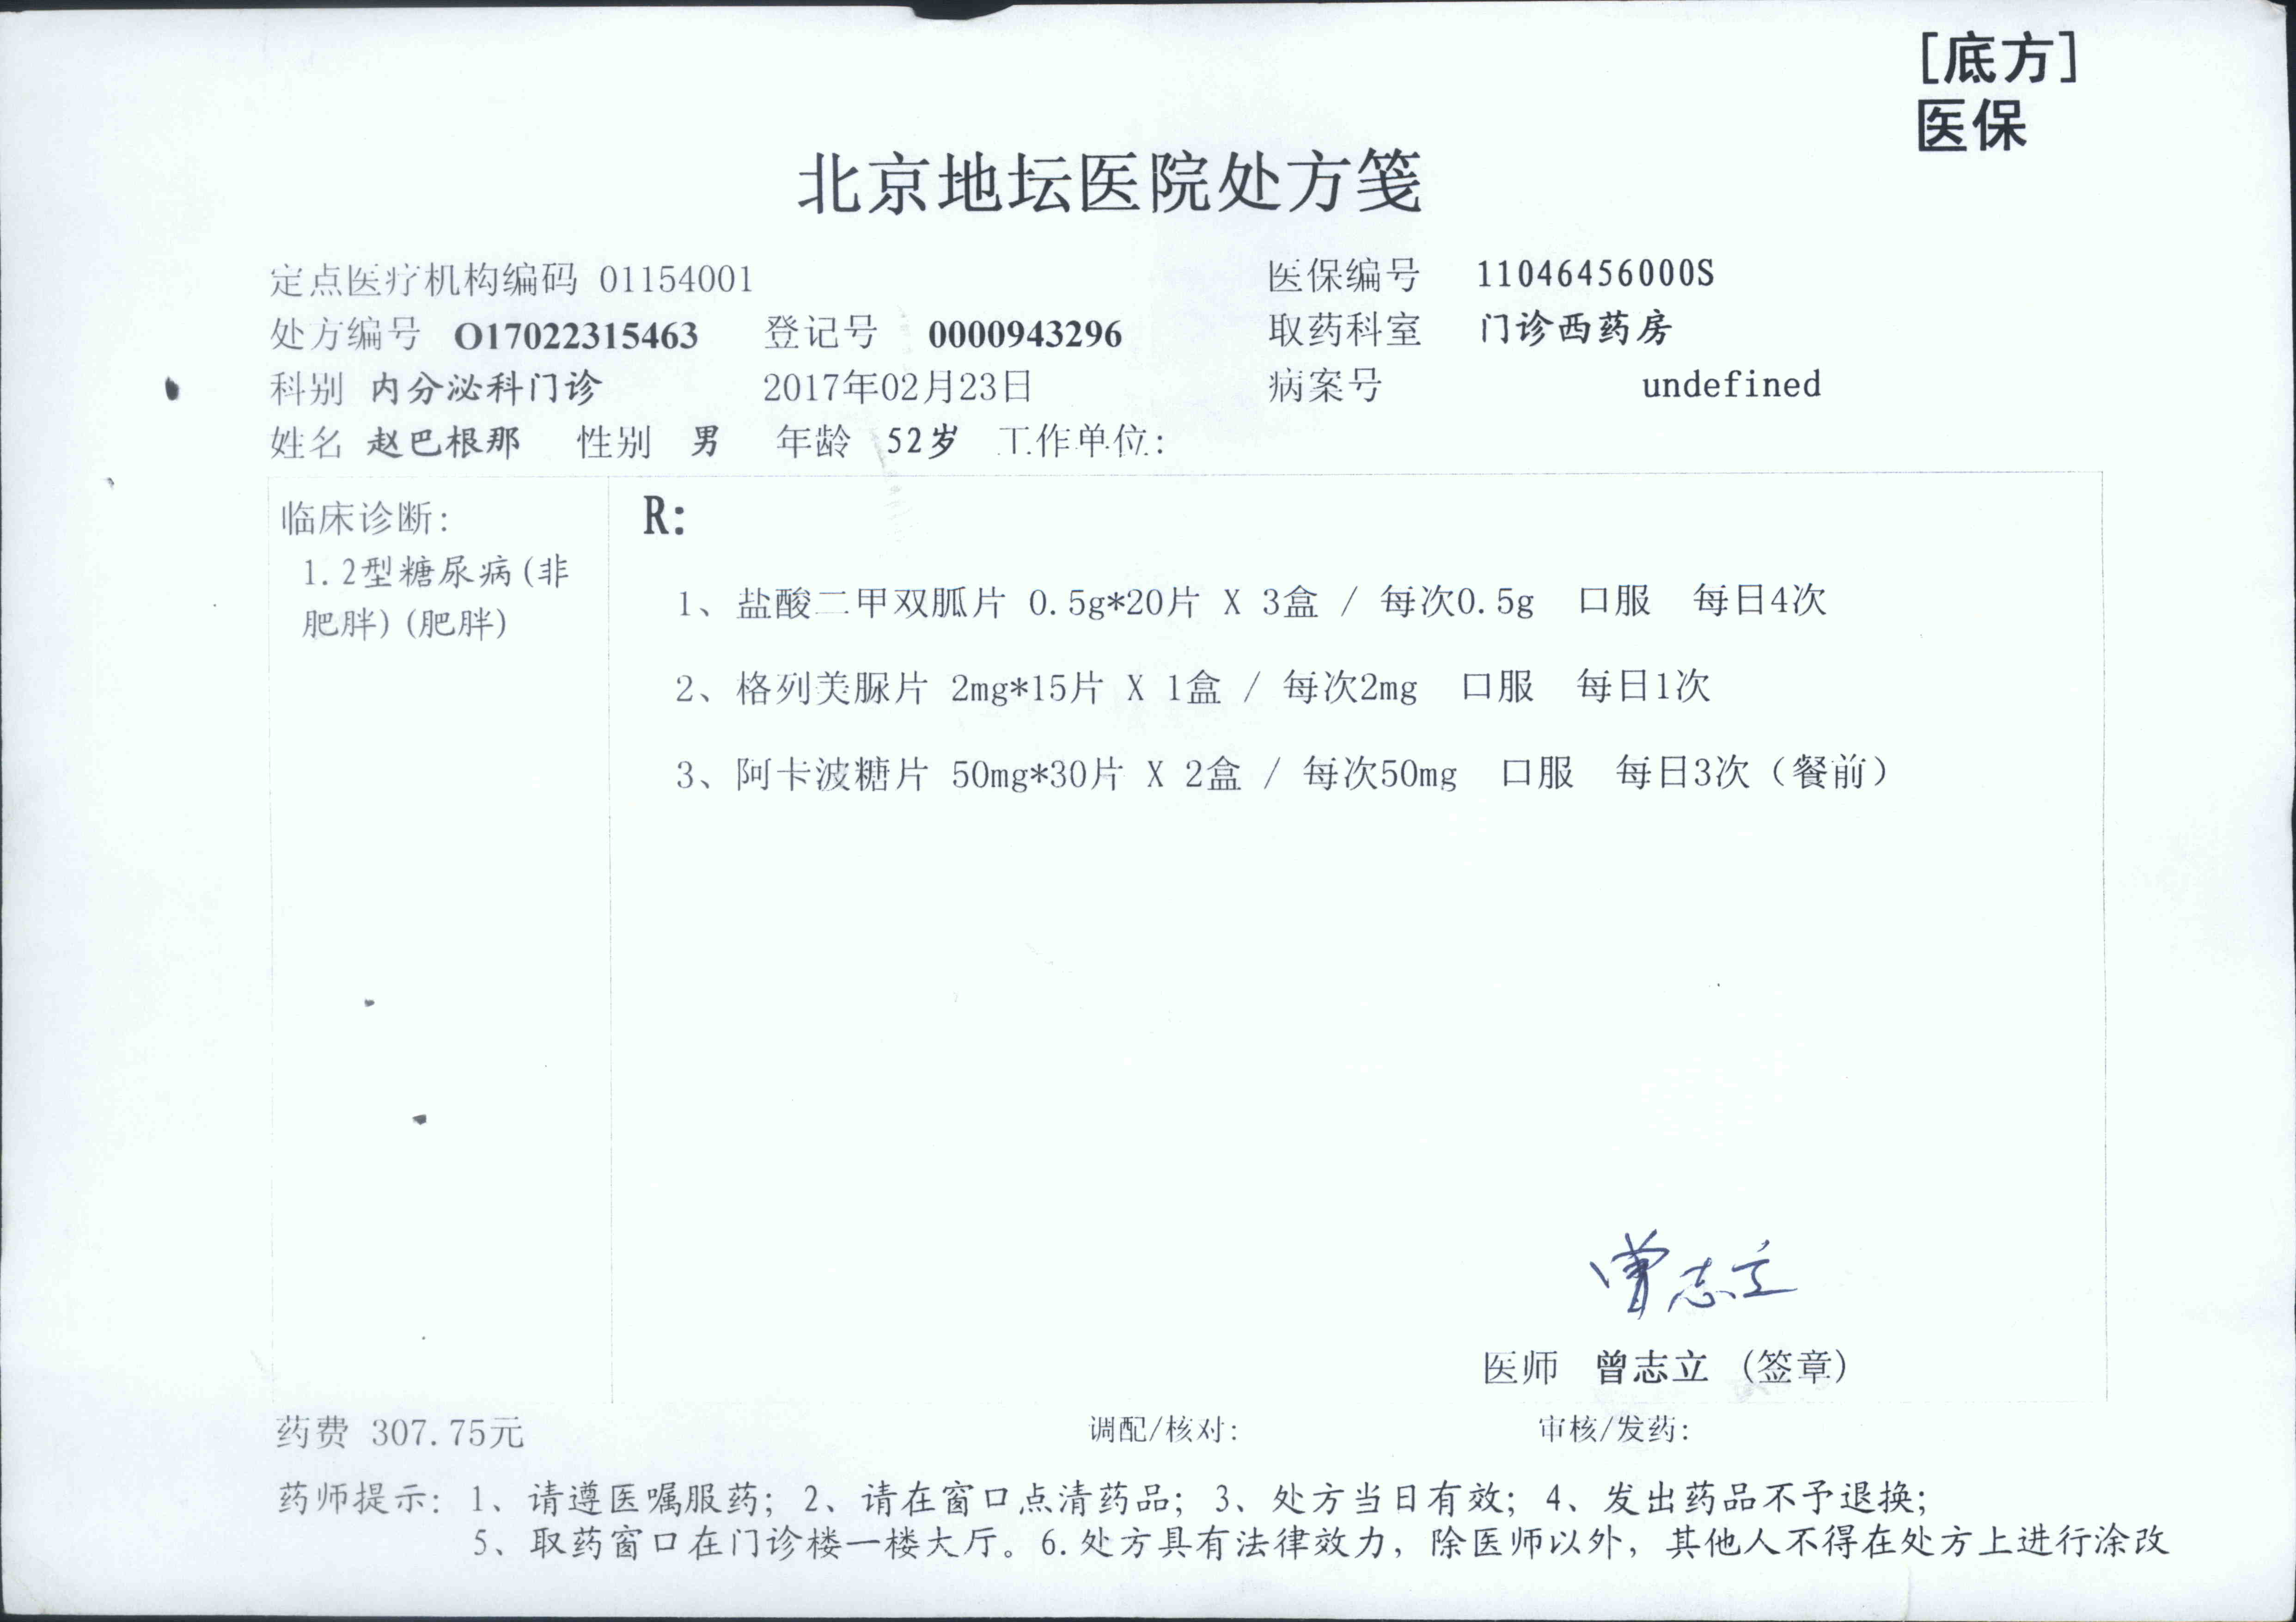 [底方]
医保
北京地坛医院处方笺
定点医疗机构编码 01154001 医保编号 11046456000S
处方编号 O17022315463 登记号 0000943296 取药科室 门诊西药房
科别 内分泌科门诊 2017年02月23日 病案号 undefined
姓名 赵巴根那 性别 男 年龄 52岁 工作单位:
临床诊断:
1. 2型糖尿病(非
肥胖)(肥胖)
R:
1、盐酸二甲双胍片 0.5g*20片 X 3盒 / 每次0.5g 口服 每日4次
2、格列美脲片 2mg*15片 X 1盒 / 每次2mg 口服 每日1次
3、阿卡波糖片 50mg*30片 X 2盒 / 每次50mg 口服 每日3次（餐前）
曾志立
医师 曾志立 (签章)
药费 307.75元 调配/核对: 审核/发药:
药师提示: 1、请遵医嘱服药; 2、请在窗口点清药品; 3、处方当日有效; 4、发出药品不予退换;
5、取药窗口在门诊楼一楼大厅。6.处方具有法律效力, 除医师以外, 其他人不得在处方上进行涂改